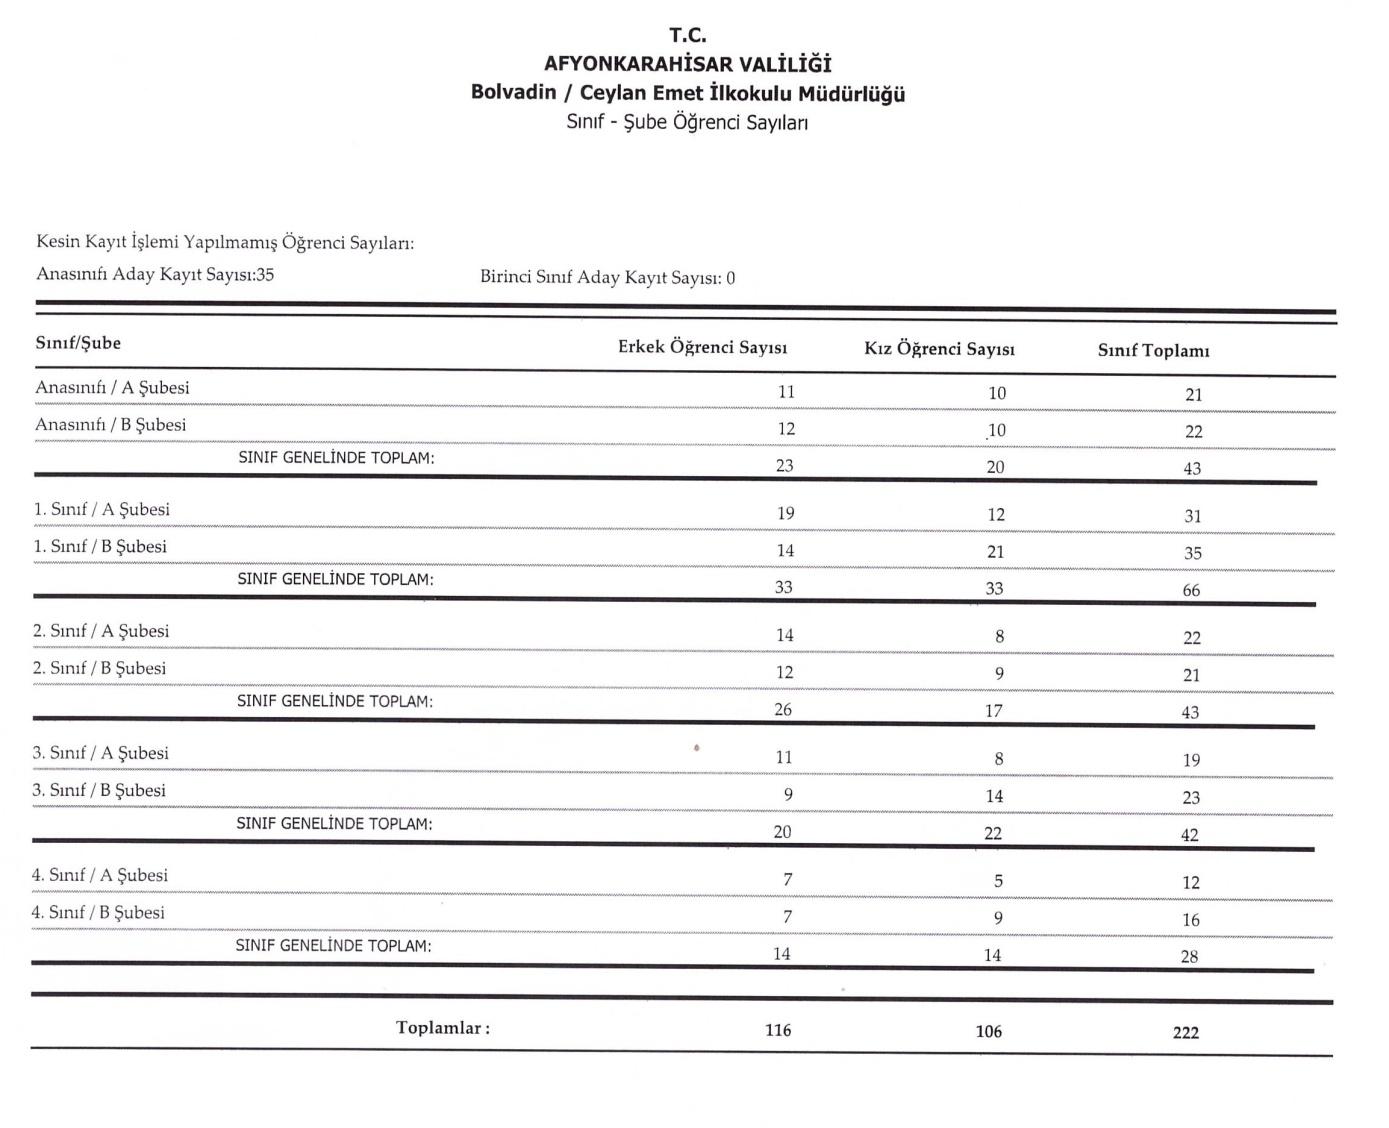 T.C.
AFYONKARAHİSAR VALİLİĞİ
Bolvadin / Ceylan Emet İlkokulu Müdürlüğü
Sınıf - Şube Öğrenci Sayıları
Kesin Kayıt İşlemi Yapılmamış Öğrenci Sayıları:
Anasınıfı Aday Kayıt Sayısı:35 Birinci Sınıf Aday Kayıt Sayısı: 0
Sınıf/Şube Erkek Öğrenci Sayısı Kız Öğrenci Sayısı Sınıf Toplamı
Anasınıfı / A Şubesi 11 10 21
Anasınıfı / B Şubesi 12 10 22
SINIF GENELİNDE TOPLAM: 23 20 43
1. Sınıf / A Şubesi 19 12 31
1. Sınıf / B Şubesi 14 21 35
SINIF GENELİNDE TOPLAM: 33 33 66
2. Sınıf / A Şubesi 14 8 22
2. Sınıf / B Şubesi 12 9 21
SINIF GENELİNDE TOPLAM: 26 17 43
3. Sınıf / A Şubesi 11 8 19
3. Sınıf / B Şubesi 9 14 23
SINIF GENELİNDE TOPLAM: 20 22 42
4. Sınıf / A Şubesi 7 5 12
4. Sınıf / B Şubesi 7 9 16
SINIF GENELİNDE TOPLAM: 14 14 28
Toplamlar : 116 106 222